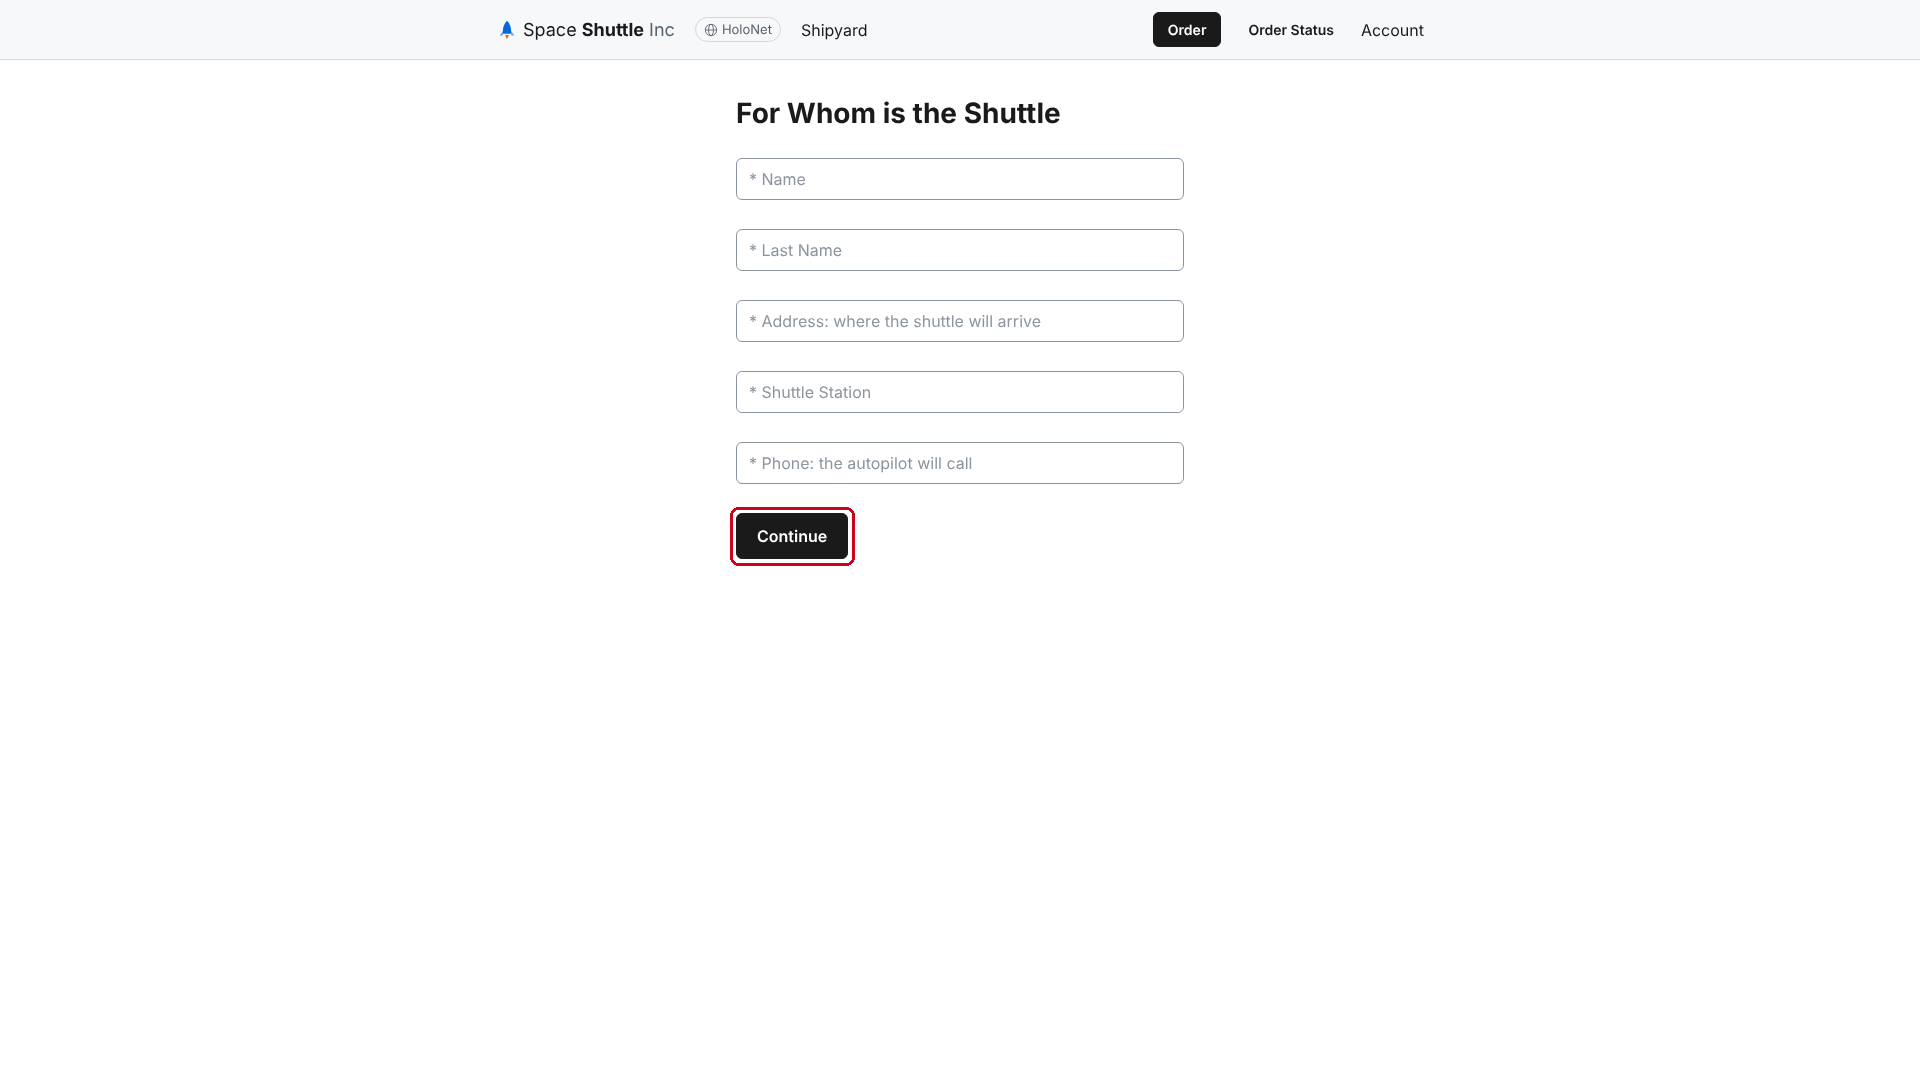 Space Shuttle Inc HoloNet Shipyard Order Order Status Account
For Whom is the Shuttle
* Name
* Last Name
* Address: where the shuttle will arrive
* Shuttle Station
* Phone: the autopilot will call
Continue